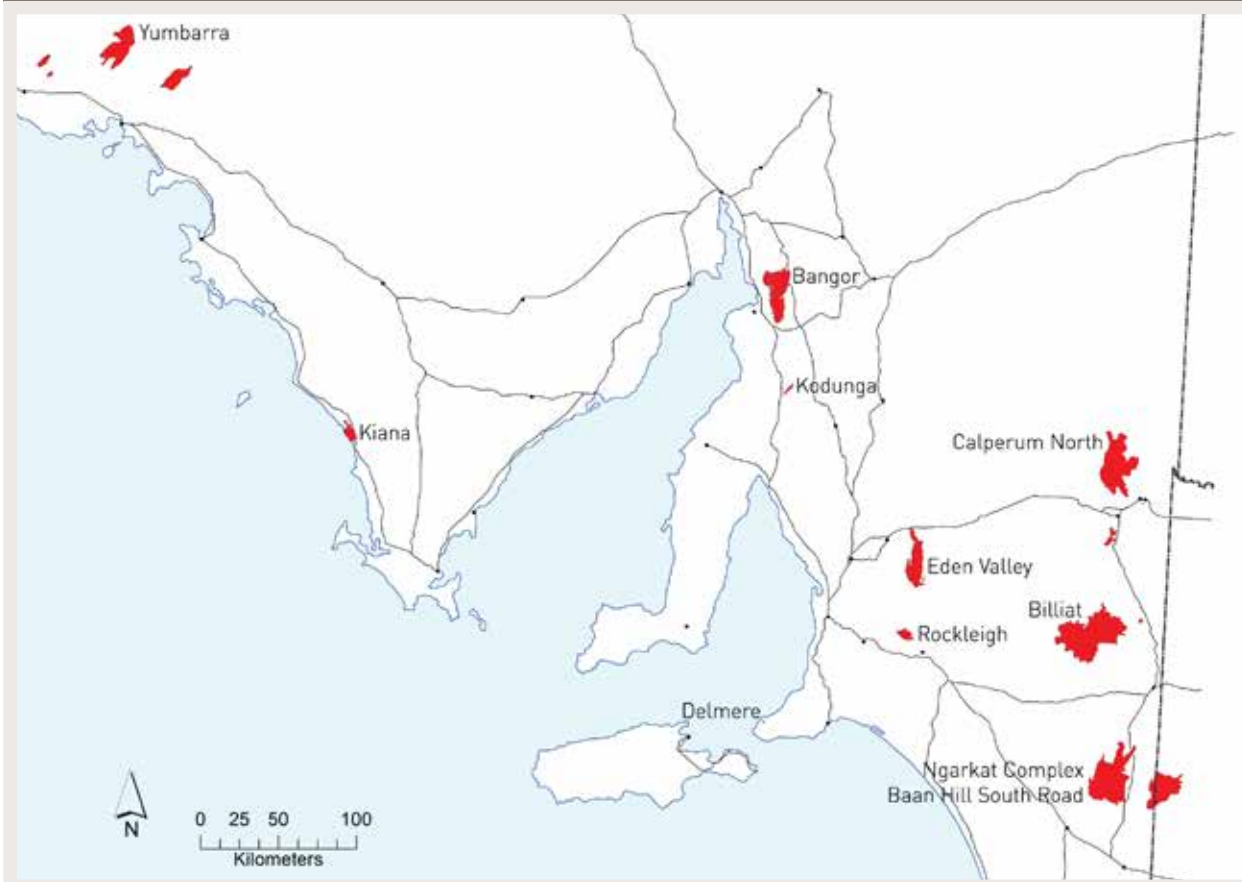 Yumbarra
Bangor
Kodunga
Kiana
Calperum North
Eden Valley
Billiat
Rockleigh
Delmere
Ngarkat Complex
Baan Hill South Road
N
0 25 50 100
Kilometers